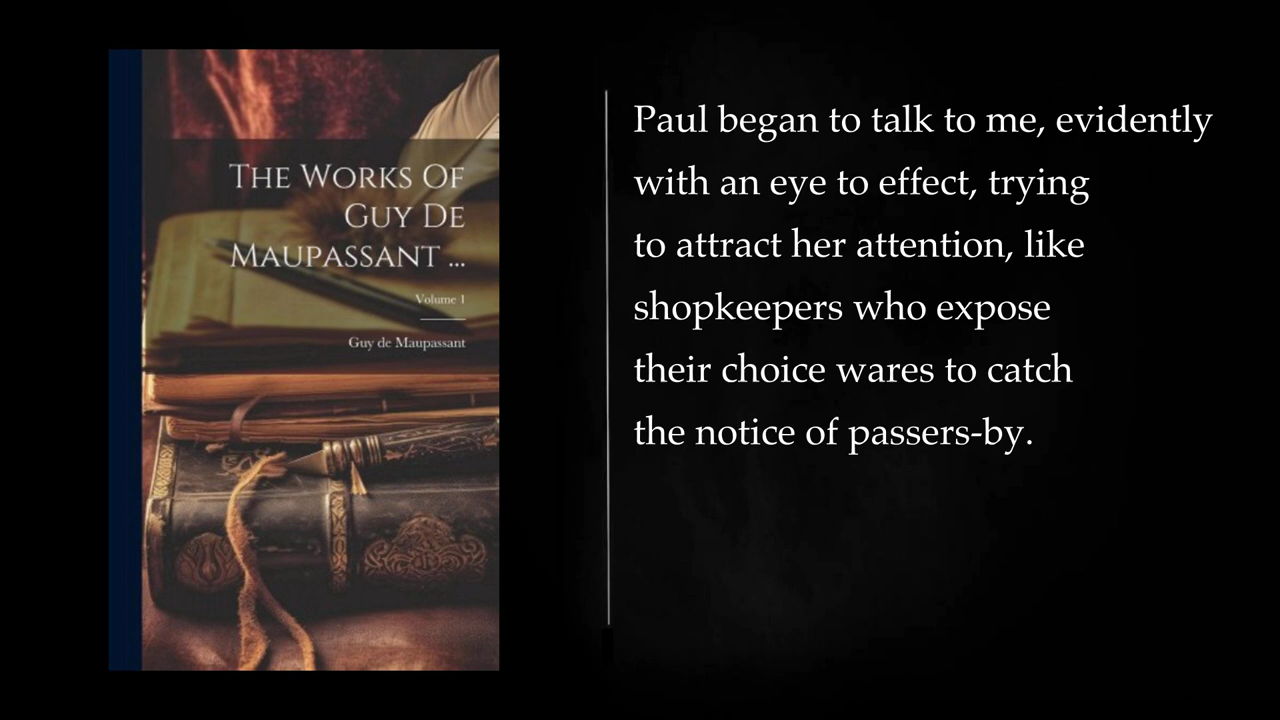 The Works Of
Guy De
Maupassant ...
Volume 1
Guy de Maupassant
Paul began to talk to me, evidently
with an eye to effect, trying
to attract her attention, like
shopkeepers who expose
their choice wares to catch
the notice of passers-by.